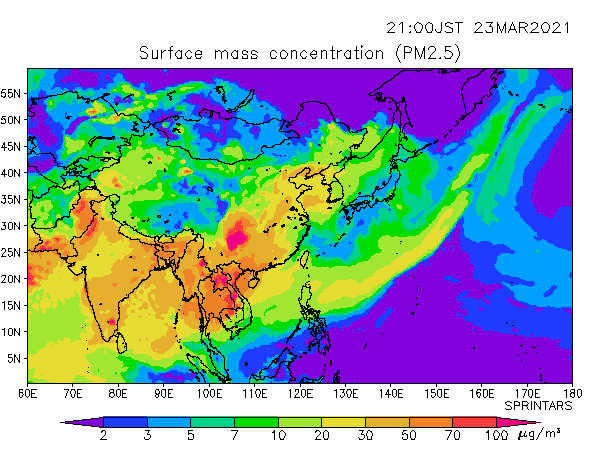 21:00JST 23MAR2021
Surface mass concentration (PM2.5)
55N
50N
45N
40N
35N
30N
25N
20N
15N
10N
5N
60E 70E 80E 90E 100E 110E 120E 130E 140E 150E 160E 170E 180
SPRINTARS
2 3 5 7 10 20 30 50 70 100 μg/m³